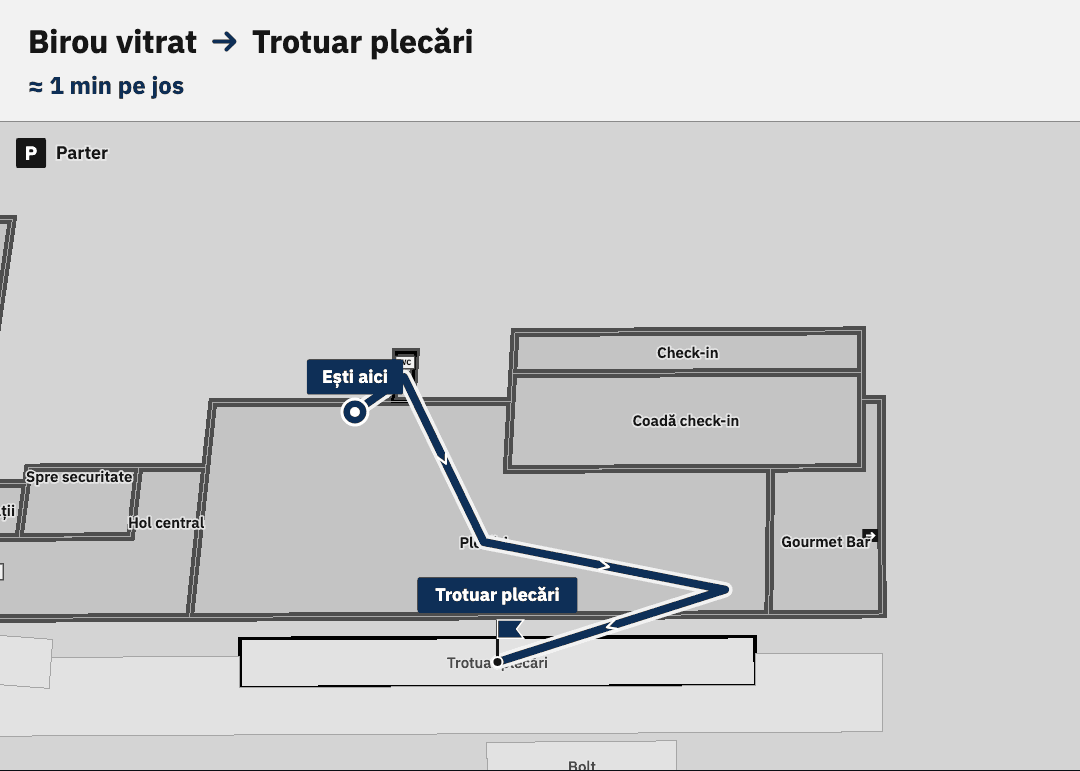 Birou vitrat → Trotuar plecări
≈ 1 min pe jos
P Parter
Check-in
Ești aici
Coadă check-in
Spre securitate
Hol central
Gourmet Bar
Trotuar plecări